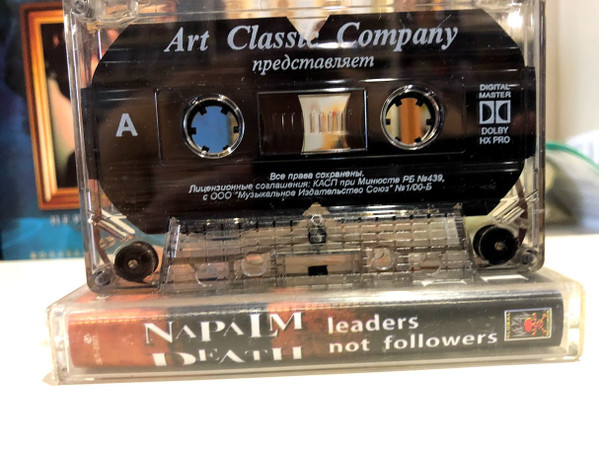 Art Classic Company
представляет
A
DIGITAL
MASTER
DOLBY
HX PRO
Все права сохранены.
Лицензионные соглашения: КАСП при Минюсте РБ №439,
с ООО "Музыкальное Издательство Союз" №1/00-Б
NAPALM
DEATH
leaders
not followers